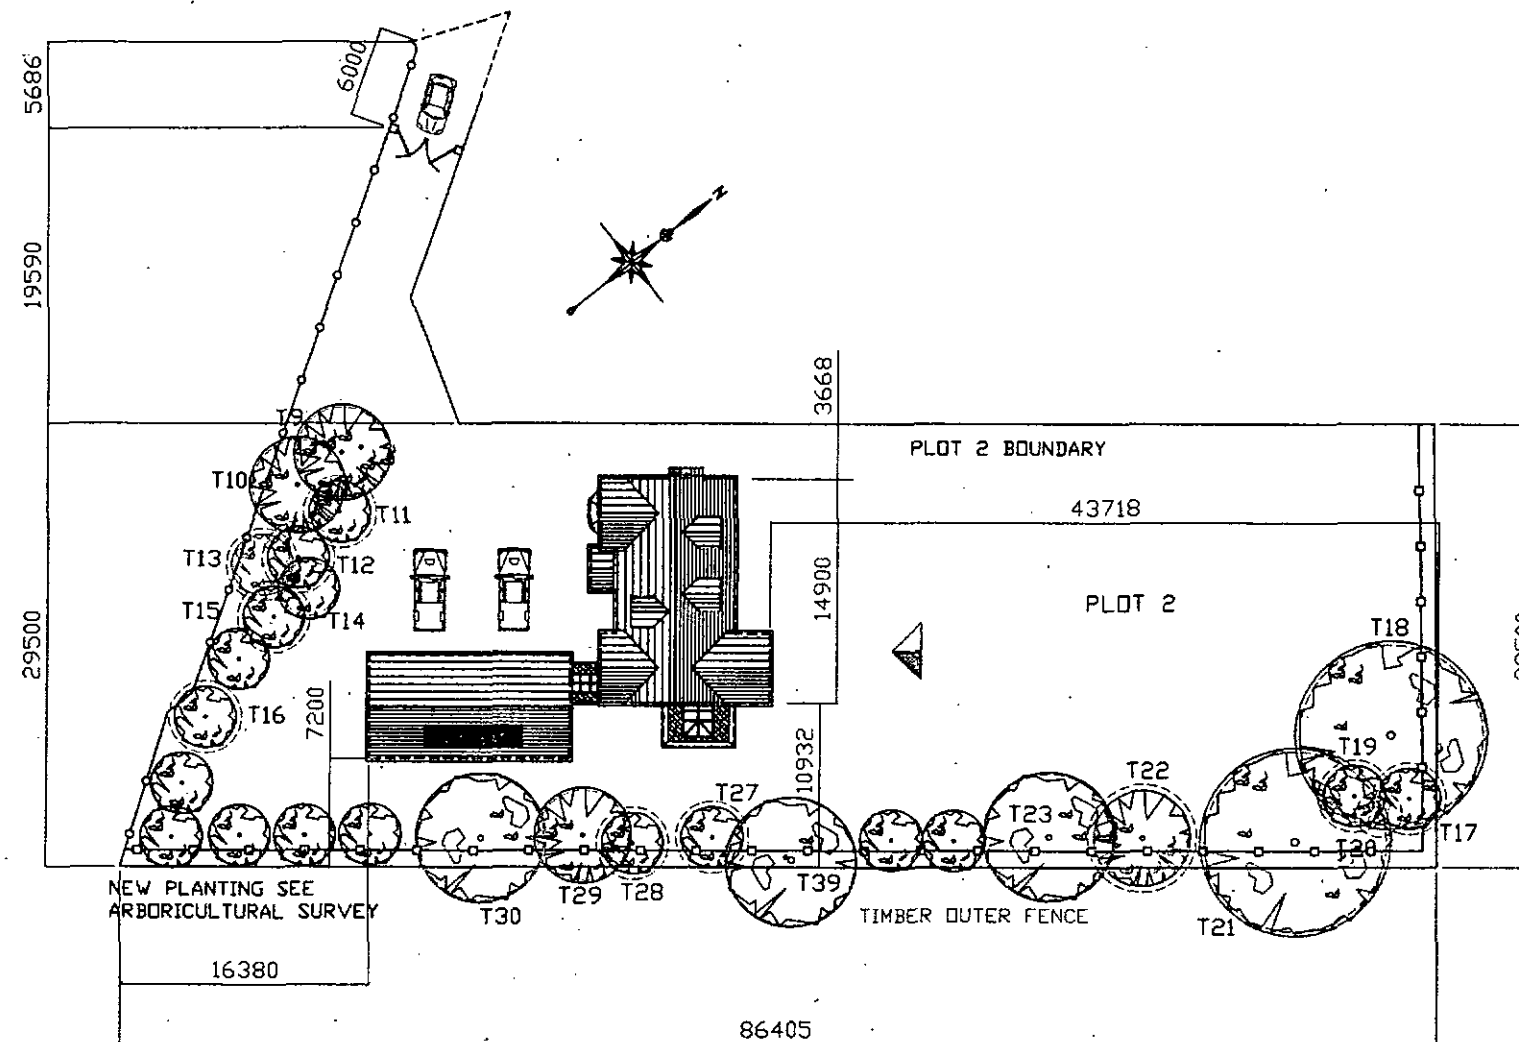 5686
6000
19590
N
3668
T9
PLOT 2 BOUNDARY
T10
43718
T11
T13
T12
14900
PLOT 2
T15
T14
29500
T18
T16
7200
10932
T19
T27
T22
T23
T17
T20
T39
NEW PLANTING SEE
ARBORICULTURAL SURVEY
T30
T29
T28
TIMBER OUTER FENCE
T21
16380
86405